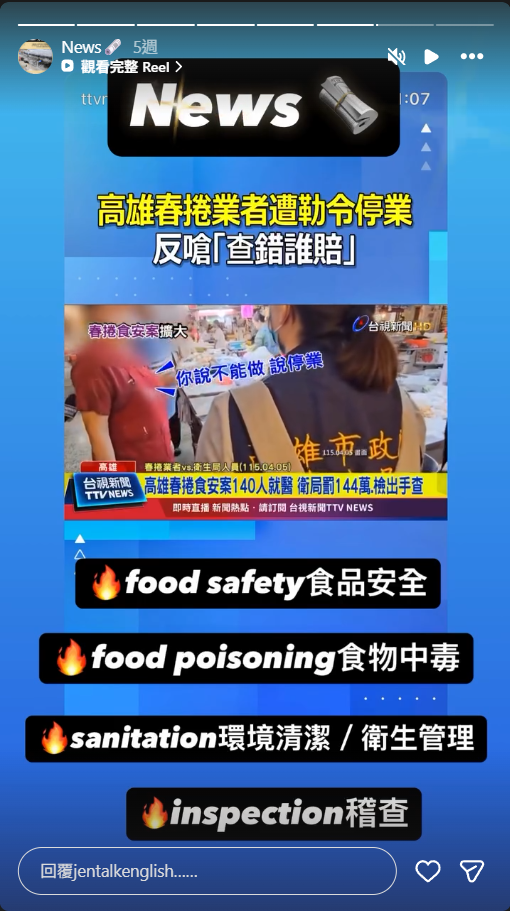 News🩹 5週
觀看完整 Reel
ttvr
1:07
News
高雄春捲業者遭勒令停業
反嗆「查錯誰賠」
春捲食安案擴大
台視新聞HD
你說不能做 說停業
115.04.05 畫面
雄市政
高雄
春捲業者vs.衛生局人員(115.04.05)
台視新聞
TTV NEWS
高雄春捲食安案140人就醫 衛局罰144萬.檢出手查
即時直播 新聞熱點．請訂閱 台視新聞TTV NEWS
🔥food safety食品安全
🔥food poisoning食物中毒
🔥sanitation環境清潔 / 衛生管理
🔥inspection稽查
回覆jentalkenglish......